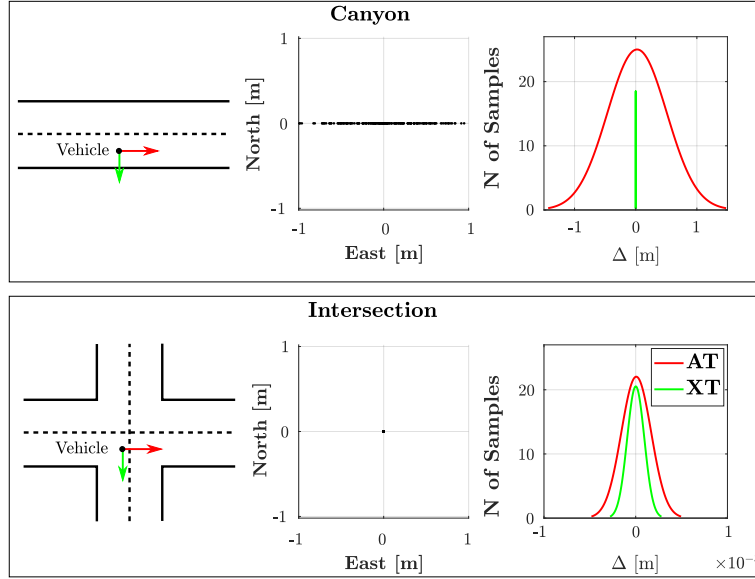 Canyon
Vehicle
North [m]
1
0
-1
-1 0 1
East [m]
N of Samples
20
10
0
-1 0 1
Δ [m]
Intersection
Vehicle
North [m]
1
0
-1
-1 0 1
East [m]
N of Samples
20
10
0
AT
XT
-1 0 1
Δ [m]